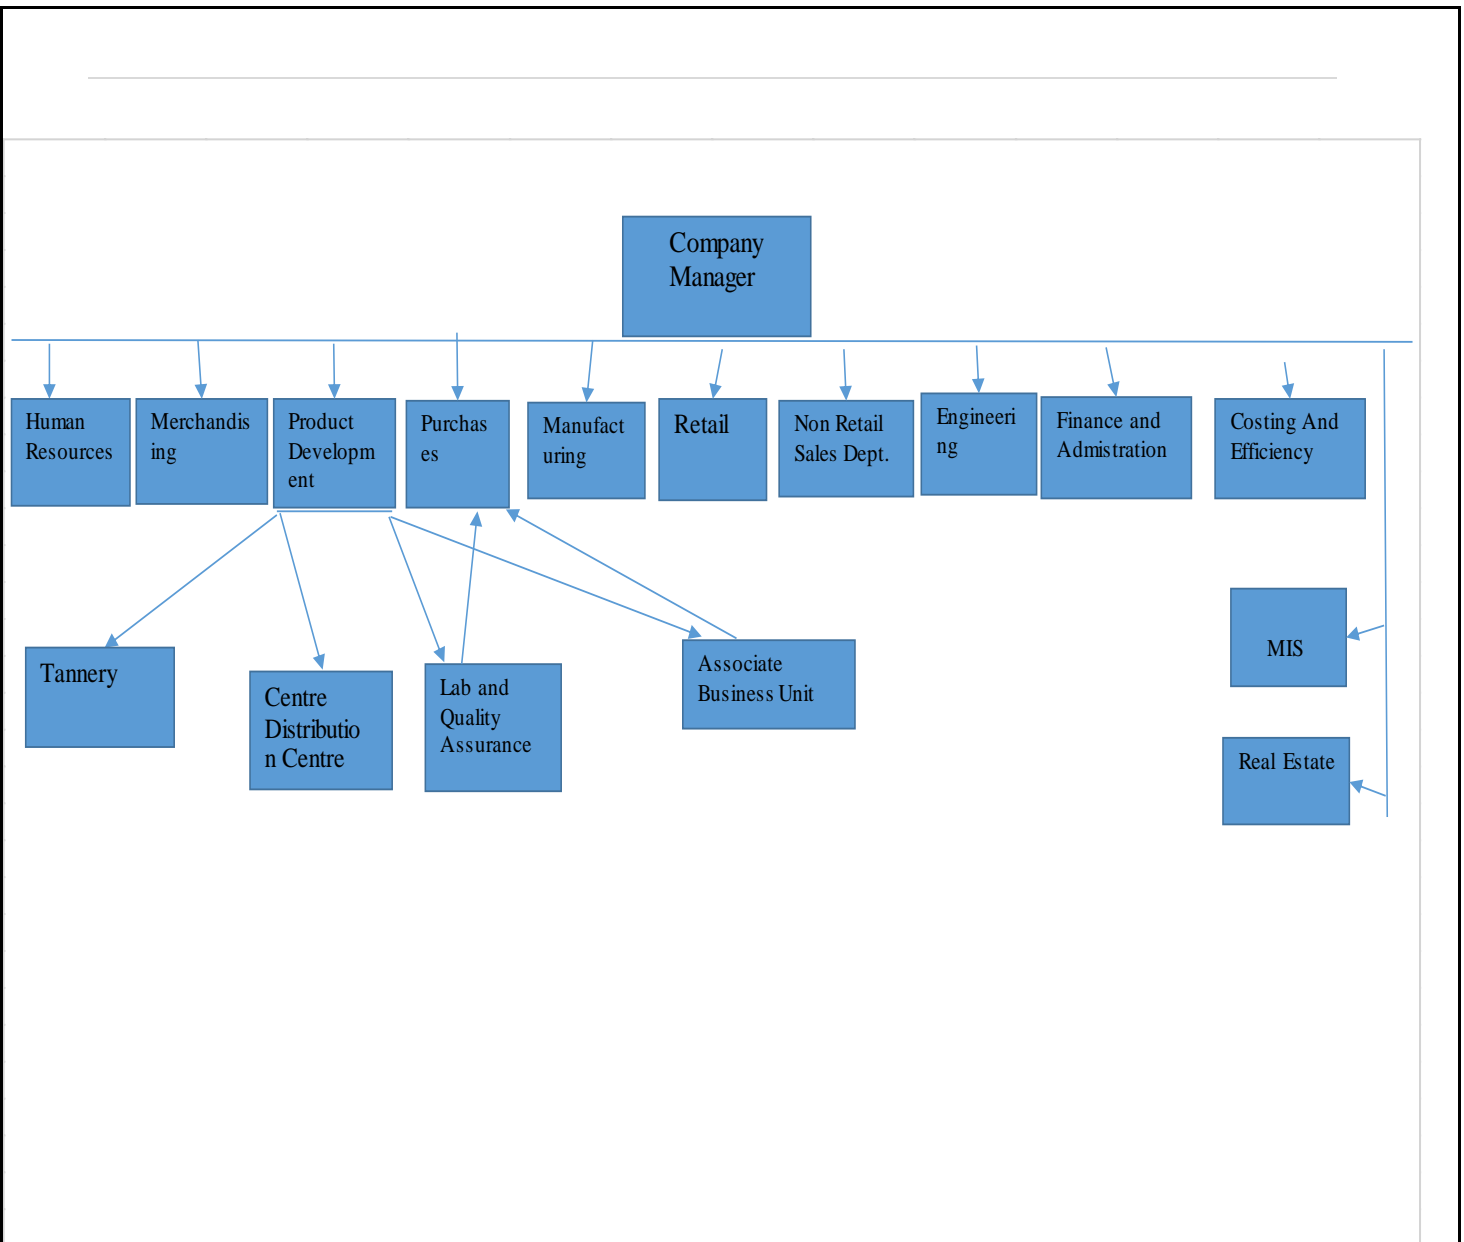 Company
Manager
Human
Resources
Merchandis
ing
Product
Developm
ent
Purchas
es
Manufact
uring
Retail
Non Retail
Sales Dept.
Engineeri
ng
Finance and
Admistration
Costing And
Efficiency
Tannery
Centre
Distributio
n Centre
Lab and
Quality
Assurance
Associate
Business Unit
MIS
Real Estate